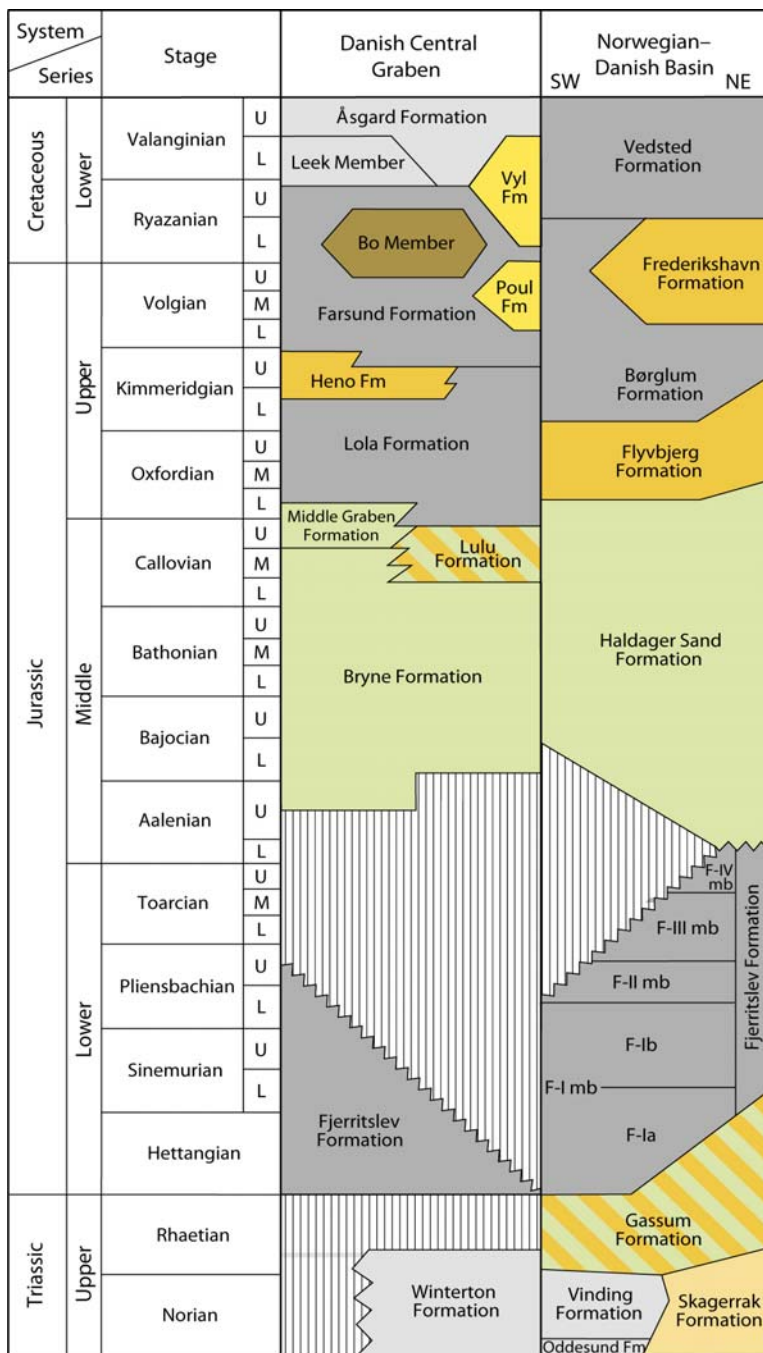 System
Series
Stage
Danish Central
Graben
Norwegian–
Danish Basin
SW
NE
Cretaceous
Lower
Valanginian
U
L
Ryazanian
U
L
Jurassic
Upper
Volgian
U
M
L
Kimmeridgian
U
L
Oxfordian
U
M
L
Middle
Callovian
U
M
L
Bathonian
U
M
L
Bajocian
U
L
Aalenian
U
L
Lower
Toarcian
U
M
L
Pliensbachian
U
L
Sinemurian
U
L
Hettangian
Triassic
Upper
Rhaetian
Norian
Åsgard Formation
Leek Member
Vyl
Fm
Bo Member
Poul
Fm
Farsund Formation
Heno Fm
Lola Formation
Middle Graben
Formation
Lulu
Formation
Bryne Formation
Fjerritslev
Formation
Winterton
Formation
Vedsted
Formation
Frederikshavn
Formation
Børglum
Formation
Flyvbjerg
Formation
Haldager Sand
Formation
F-IV
mb
F-III mb
F-II mb
F-Ib
F-I mb
F-Ia
Fjerritslev Formation
Gassum
Formation
Vinding
Formation
Skagerrak
Formation
Oddesund Fm